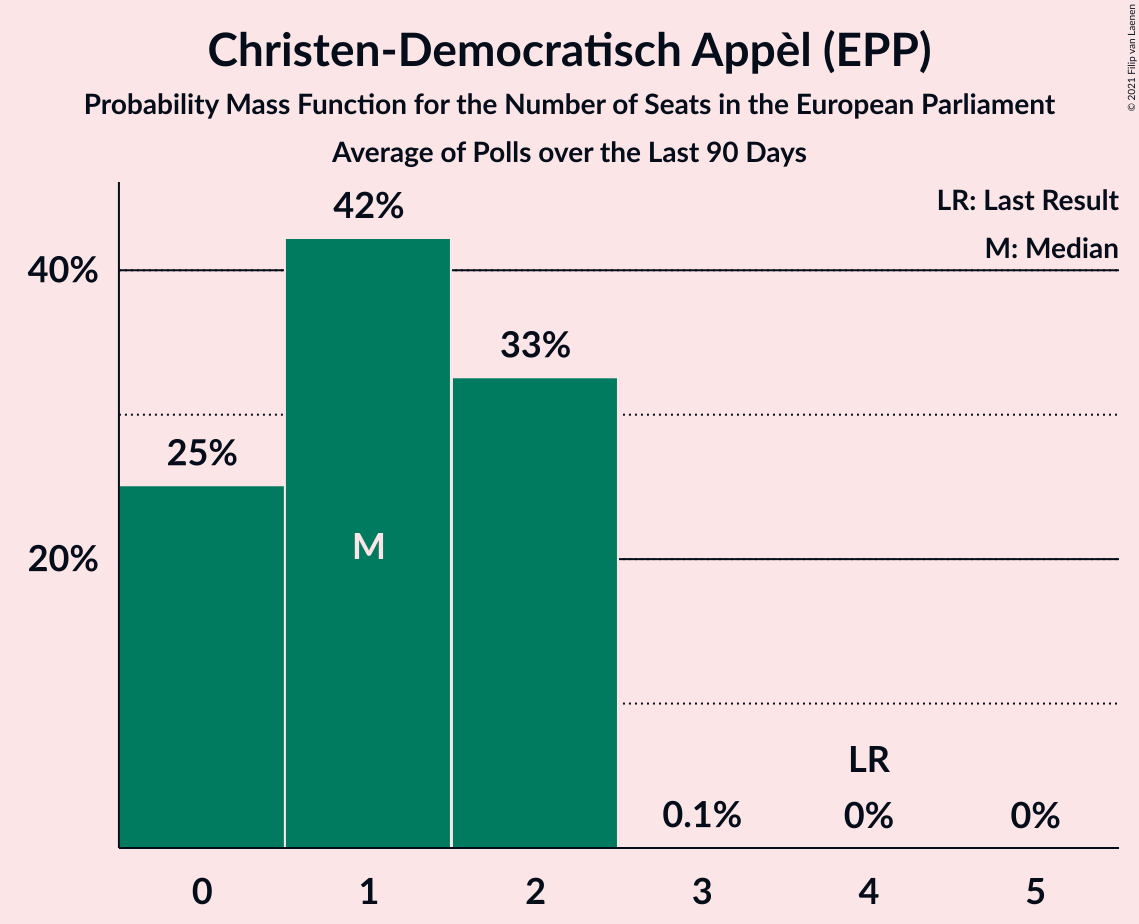 Christen-Democratisch Appèl (EPP)
Probability Mass Function for the Number of Seats in the European Parliament
Average of Polls over the Last 90 Days
© 2021 Filip van Laenen
LR: Last Result
M: Median
42%
40%
33%
25%
M
20%
LR
0.1%
0%
0%
0 1 2 3 4 5